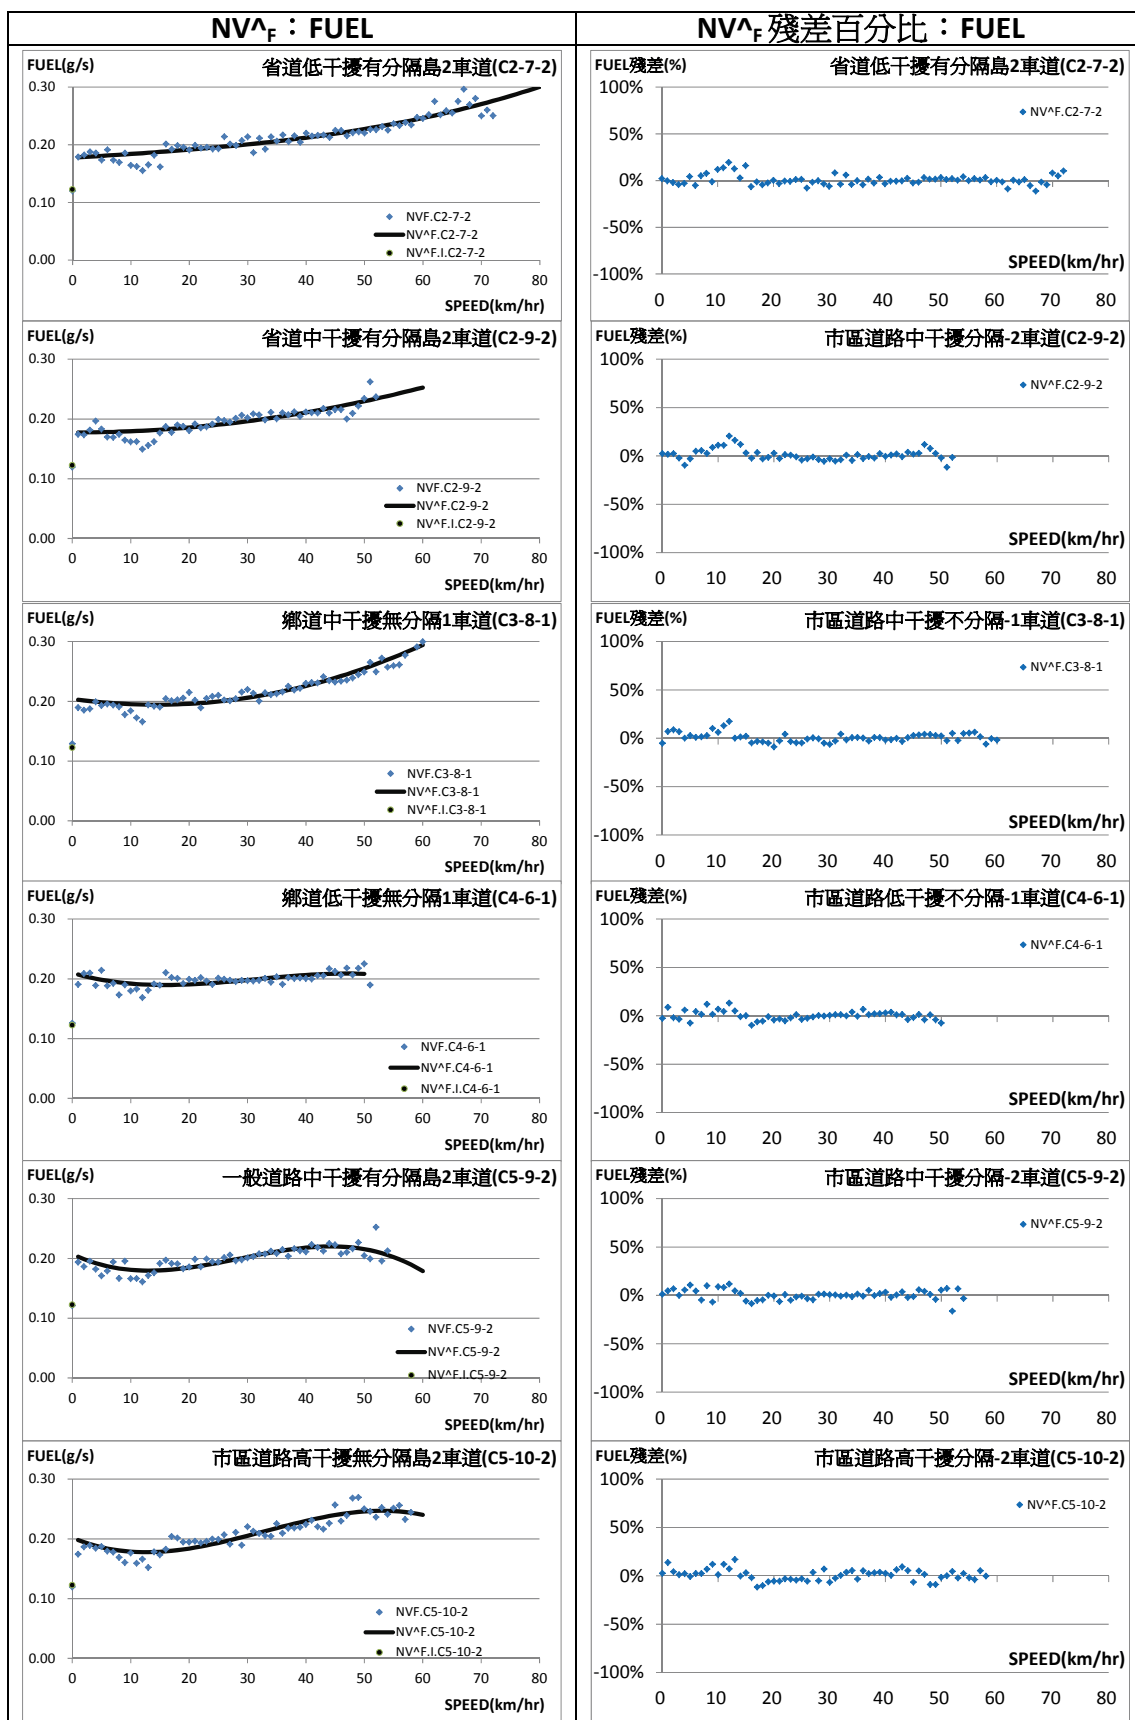 NV^F：FUEL
NV^F 殘差百分比：FUEL
FUEL(g/s)
省道低干擾有分隔島2車道(C2-7-2)
0.30
0.20
0.10
0.00
NVF.C2-7-2
NV^F.C2-7-2
NV^F.I.C2-7-2
0 10 20 30 40 50 60 70 80
SPEED(km/hr)
FUEL殘差(%)
省道低干擾有分隔島2車道(C2-7-2)
100%
50%
0%
-50%
-100%
NV^F.C2-7-2
SPEED(km/hr)
0 10 20 30 40 50 60 70 80
FUEL(g/s)
省道中干擾有分隔島2車道(C2-9-2)
0.30
0.20
0.10
0.00
NVF.C2-9-2
NV^F.C2-9-2
NV^F.I.C2-9-2
0 10 20 30 40 50 60 70 80
SPEED(km/hr)
FUEL殘差(%)
市區道路中干擾分隔-2車道(C2-9-2)
100%
50%
0%
-50%
-100%
NV^F.C2-9-2
SPEED(km/hr)
0 10 20 30 40 50 60 70 80
FUEL(g/s)
鄉道中干擾無分隔1車道(C3-8-1)
0.30
0.20
0.10
0.00
NVF.C3-8-1
NV^F.C3-8-1
NV^F.I.C3-8-1
0 10 20 30 40 50 60 70 80
SPEED(km/hr)
FUEL殘差(%)
市區道路中干擾不分隔-1車道(C3-8-1)
100%
50%
0%
-50%
-100%
NV^F.C3-8-1
SPEED(km/hr)
0 10 20 30 40 50 60 70 80
FUEL(g/s)
鄉道低干擾無分隔1車道(C4-6-1)
0.30
0.20
0.10
0.00
NVF.C4-6-1
NV^F.C4-6-1
NV^F.I.C4-6-1
0 10 20 30 40 50 60 70 80
SPEED(km/hr)
FUEL殘差(%)
市區道路低干擾不分隔-1車道(C4-6-1)
100%
50%
0%
-50%
-100%
NV^F.C4-6-1
SPEED(km/hr)
0 10 20 30 40 50 60 70 80
FUEL(g/s)
一般道路中干擾有分隔島2車道(C5-9-2)
0.30
0.20
0.10
0.00
NVF.C5-9-2
NV^F.C5-9-2
NV^F.I.C5-9-2
0 10 20 30 40 50 60 70 80
SPEED(km/hr)
FUEL殘差(%)
市區道路中干擾分隔-2車道(C5-9-2)
100%
50%
0%
-50%
-100%
NV^F.C5-9-2
SPEED(km/hr)
0 10 20 30 40 50 60 70 80
FUEL(g/s)
市區道路高干擾無分隔島2車道(C5-10-2)
0.30
0.20
0.10
0.00
NVF.C5-10-2
NV^F.C5-10-2
NV^F.I.C5-10-2
0 10 20 30 40 50 60 70 80
SPEED(km/hr)
FUEL殘差(%)
市區道路高干擾分隔-2車道(C5-10-2)
100%
50%
0%
-50%
-100%
NV^F.C5-10-2
SPEED(km/hr)
0 10 20 30 40 50 60 70 80